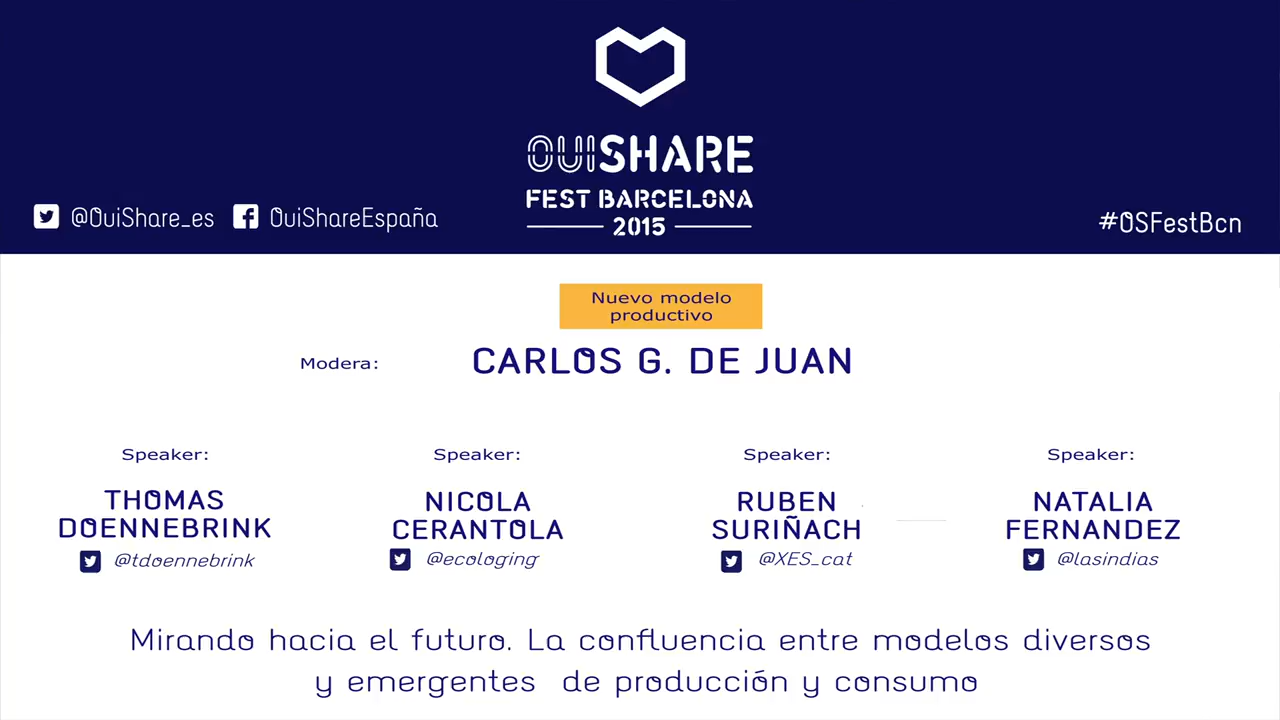 OUISHARE
FEST BARCELONA
2015
@OuiShare_es OuiShareEspaña
#OSFestBcn
Nuevo modelo
productivo
Modera: CARLOS G. DE JUAN
Speaker:
THOMAS
DOENNEBRINK
@tdoennebrink
Speaker:
NICOLA
CERANTOLA
@ecologing
Speaker:
RUBEN
SURIÑACH
@XES_cat
Speaker:
NATALIA
FERNANDEZ
@lasindias
Mirando hacia el futuro. La confluencia entre modelos diversos
y emergentes de producción y consumo